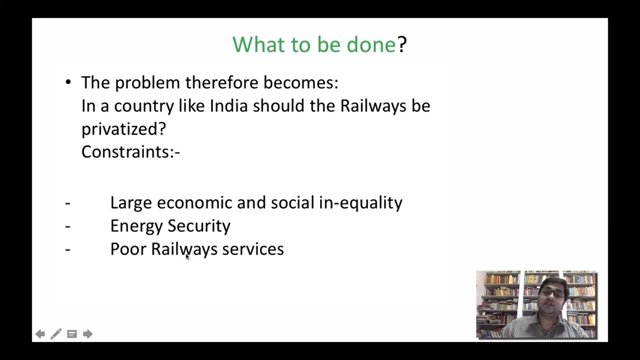 What to be done?
• The problem therefore becomes:
In a country like India should the Railways be
privatized?
Constraints:-
- Large economic and social in-equality
- Energy Security
- Poor Railways services